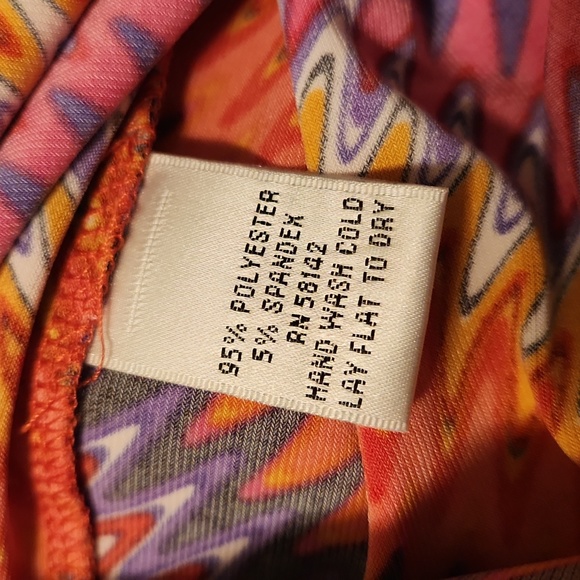 95% POLYESTER
5% SPANDEX
RN 58142
HAND WASH COLD
LAY FLAT TO DRY